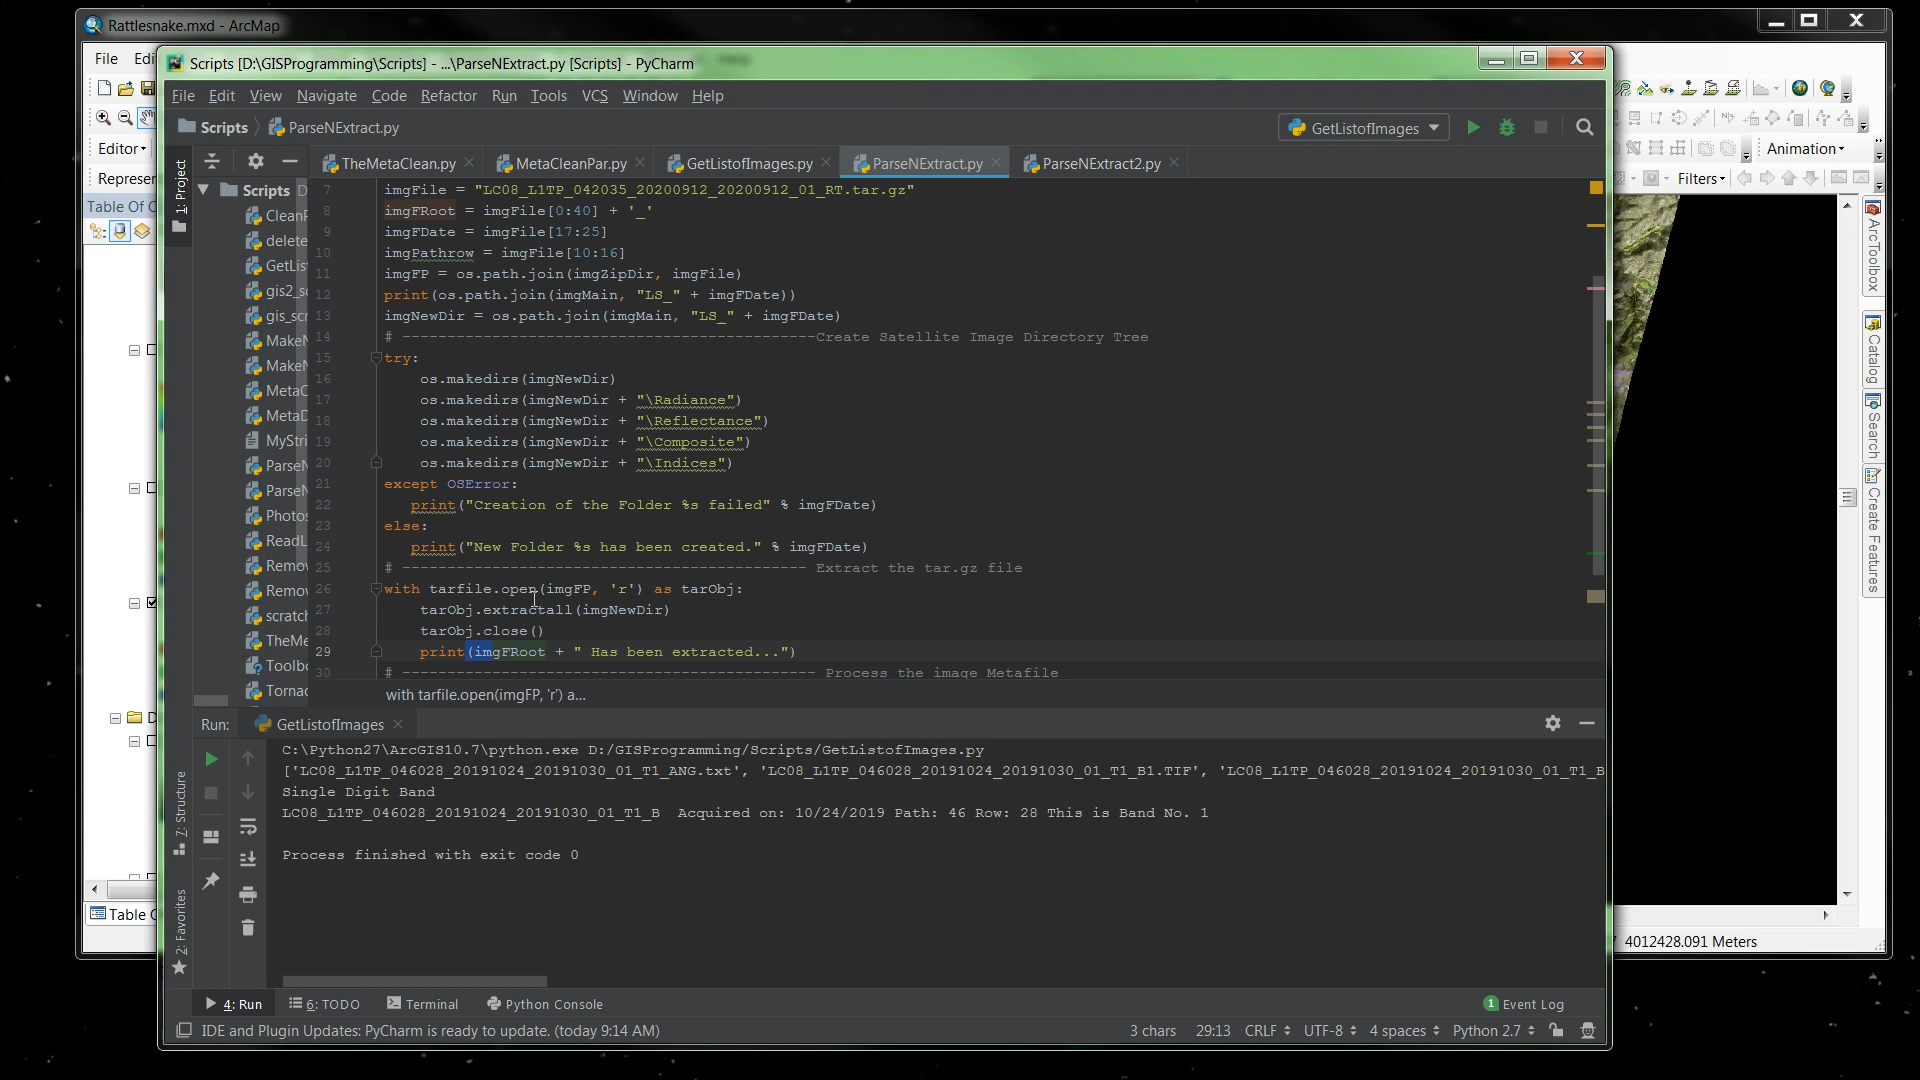 Rattlesnake.mxd - ArcMap
File Edi
Scripts [D:\GISProgramming\Scripts] - ...\ParseNExtract.py [Scripts] - PyCharm
File Edit View Navigate Code Refactor Run Tools VCS Window Help
Scripts ParseNExtract.py
GetListofImages
Editor
Animation
TheMetaClean.py MetaCleanPar.py GetListofImages.py ParseNExtract.py ParseNExtract2.py
Represer
Filters
Table Of C
1: Project
Scripts D
CleanF
delete
GetLis
gis2_sc
gis_scr
MakeN
MakeN
MetaC
MetaD
MyStri
ParseN
ParseN
Photos
ReadL
Remov
Remov
scratch
TheMe
Toolbo
Tornac
7 imgFile = "LC08_L1TP_042035_20200912_20200912_01_RT.tar.gz"
8 imgFRoot = imgFile[0:40] + '_'
9 imgFDate = imgFile[17:25]
10 imgPathrow = imgFile[10:16]
11 imgFP = os.path.join(imgZipDir, imgFile)
12 print(os.path.join(imgMain, "LS_" + imgFDate))
13 imgNewDir = os.path.join(imgMain, "LS_" + imgFDate)
14 # ----------------------------------------------Create Satellite Image Directory Tree
15 try:
16 os.makedirs(imgNewDir)
17 os.makedirs(imgNewDir + "\Radiance")
18 os.makedirs(imgNewDir + "\Reflectance")
19 os.makedirs(imgNewDir + "\Composite")
20 os.makedirs(imgNewDir + "\Indices")
21 except OSError:
22 print("Creation of the Folder %s failed" % imgFDate)
23 else:
24 print("New Folder %s has been created." % imgFDate)
25 # --------------------------------------------- Extract the tar.gz file
26 with tarfile.open(imgFP, 'r') as tarObj:
27 tarObj.extractall(imgNewDir)
28 tarObj.close()
29 print(imgFRoot + " Has been extracted...")
30 # ---------------------------------------------- Process the image Metafile
with tarfile.open(imgFP, 'r') a...
Run: GetListofImages
C:\Python27\ArcGIS10.7\python.exe D:/GISProgramming/Scripts/GetListofImages.py
['LC08_L1TP_046028_20191024_20191030_01_T1_ANG.txt', 'LC08_L1TP_046028_20191024_20191030_01_T1_B1.TIF', 'LC08_L1TP_046028_20191024_20191030_01_T1_B
Single Digit Band
LC08_L1TP_046028_20191024_20191030_01_T1_B Acquired on: 10/24/2019 Path: 46 Row: 28 This is Band No. 1
Process finished with exit code 0
7: Structure
2: Favorites
4: Run 6: TODO Terminal Python Console
1 Event Log
IDE and Plugin Updates: PyCharm is ready to update. (today 9:14 AM)
3 chars 29:13 CRLF UTF-8 4 spaces Python 2.7
D
Table C
ArcToolbox
Catalog
Search
Create Features
4012428.091 Meters